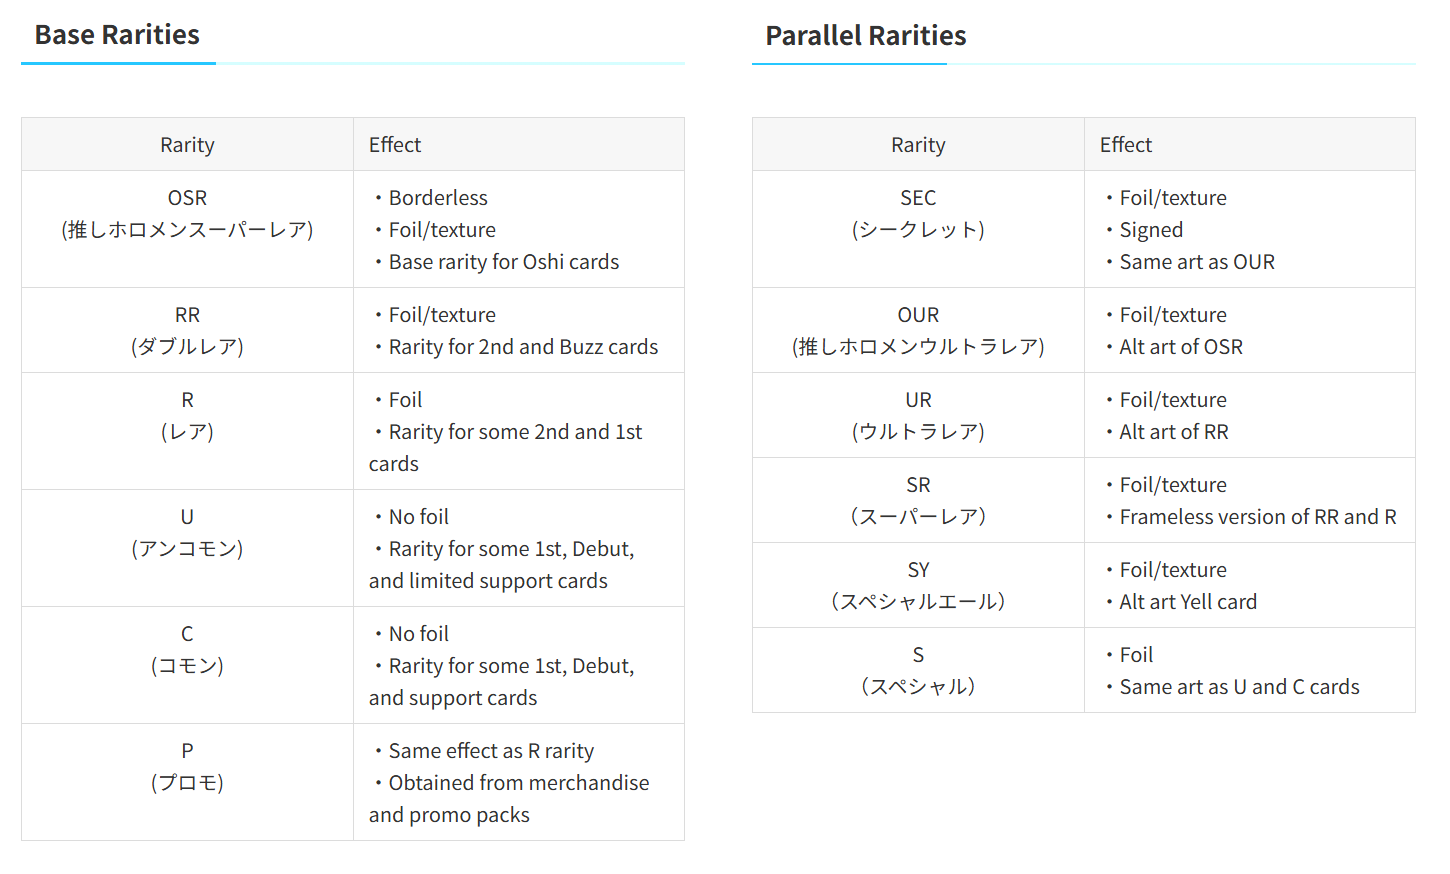 Base Rarities
Rarity
Effect
OSR
(推しホロメンスーパーレア)
・Borderless
・Foil/texture
・Base rarity for Oshi cards
RR
(ダブルレア)
・Foil/texture
・Rarity for 2nd and Buzz cards
R
(レア)
・Foil
・Rarity for some 2nd and 1st
cards
U
(アンコモン)
・No foil
・Rarity for some 1st, Debut,
and limited support cards
C
(コモン)
・No foil
・Rarity for some 1st, Debut,
and support cards
P
(プロモ)
・Same effect as R rarity
・Obtained from merchandise
and promo packs
Parallel Rarities
Rarity
Effect
SEC
(シークレット)
・Foil/texture
・Signed
・Same art as OUR
OUR
(推しホロメンウルトラレア)
・Foil/texture
・Alt art of OSR
UR
(ウルトラレア)
・Foil/texture
・Alt art of RR
SR
（スーパーレア）
・Foil/texture
・Frameless version of RR and R
SY
（スペシャルエール）
・Foil/texture
・Alt art Yell card
S
（スペシャル）
・Foil
・Same art as U and C cards